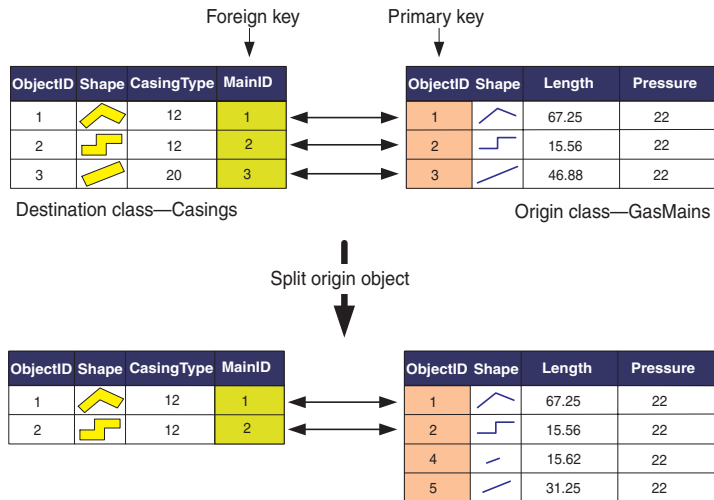 Foreign key Primary key
ObjectID Shape CasingType MainID ObjectID Shape Length Pressure
1 12 1 1 67.25 22
2 12 2 2 15.56 22
3 20 3 3 46.88 22
Destination class—Casings Origin class—GasMains
Split origin object
ObjectID Shape CasingType MainID ObjectID Shape Length Pressure
1 12 1 1 67.25 22
2 12 2 2 15.56 22
4 15.62 22
5 31.25 22